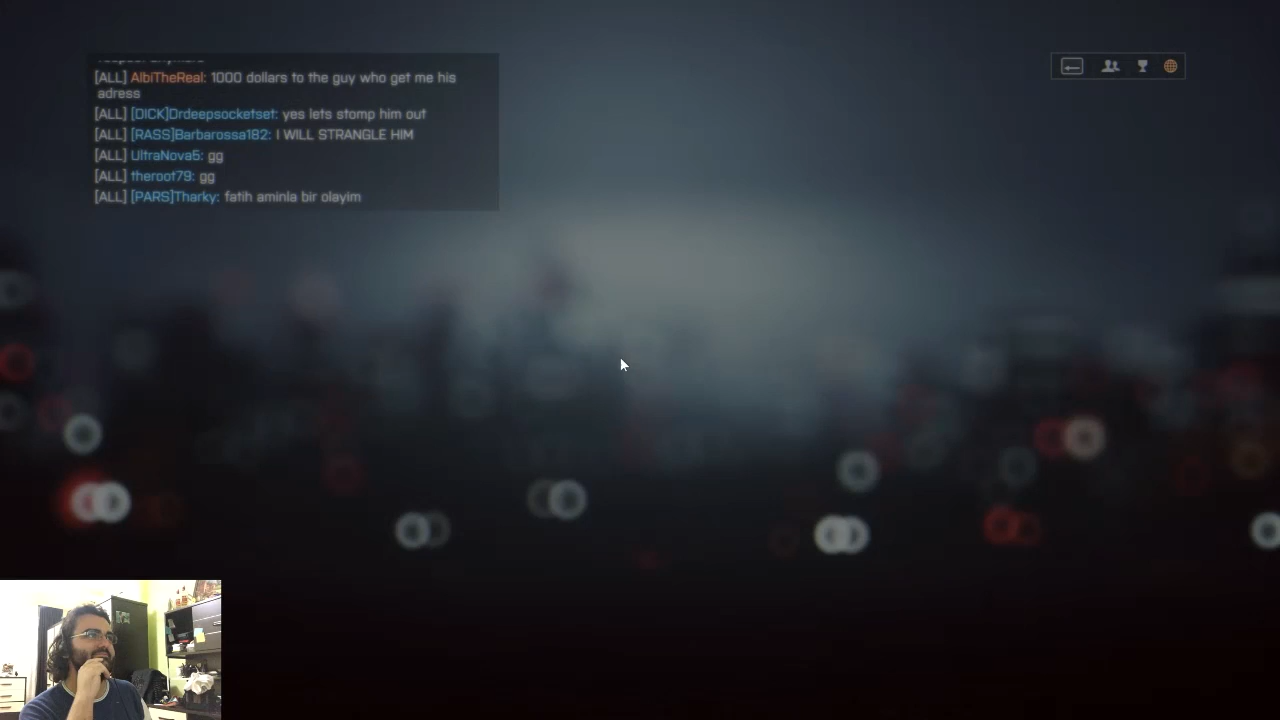 [ALL] AlbiTheReal: 1000 dollars to the guy who get me his
adress
[ALL] [DICK]Drdeepsocketset: yes lets stomp him out
[ALL] [RASS]Barbarossa182: I WILL STRANGLE HIM
[ALL] UltraNova5: gg
[ALL] theroot79: gg
[ALL] [PARS]Tharky: fatih aminla bir olayim